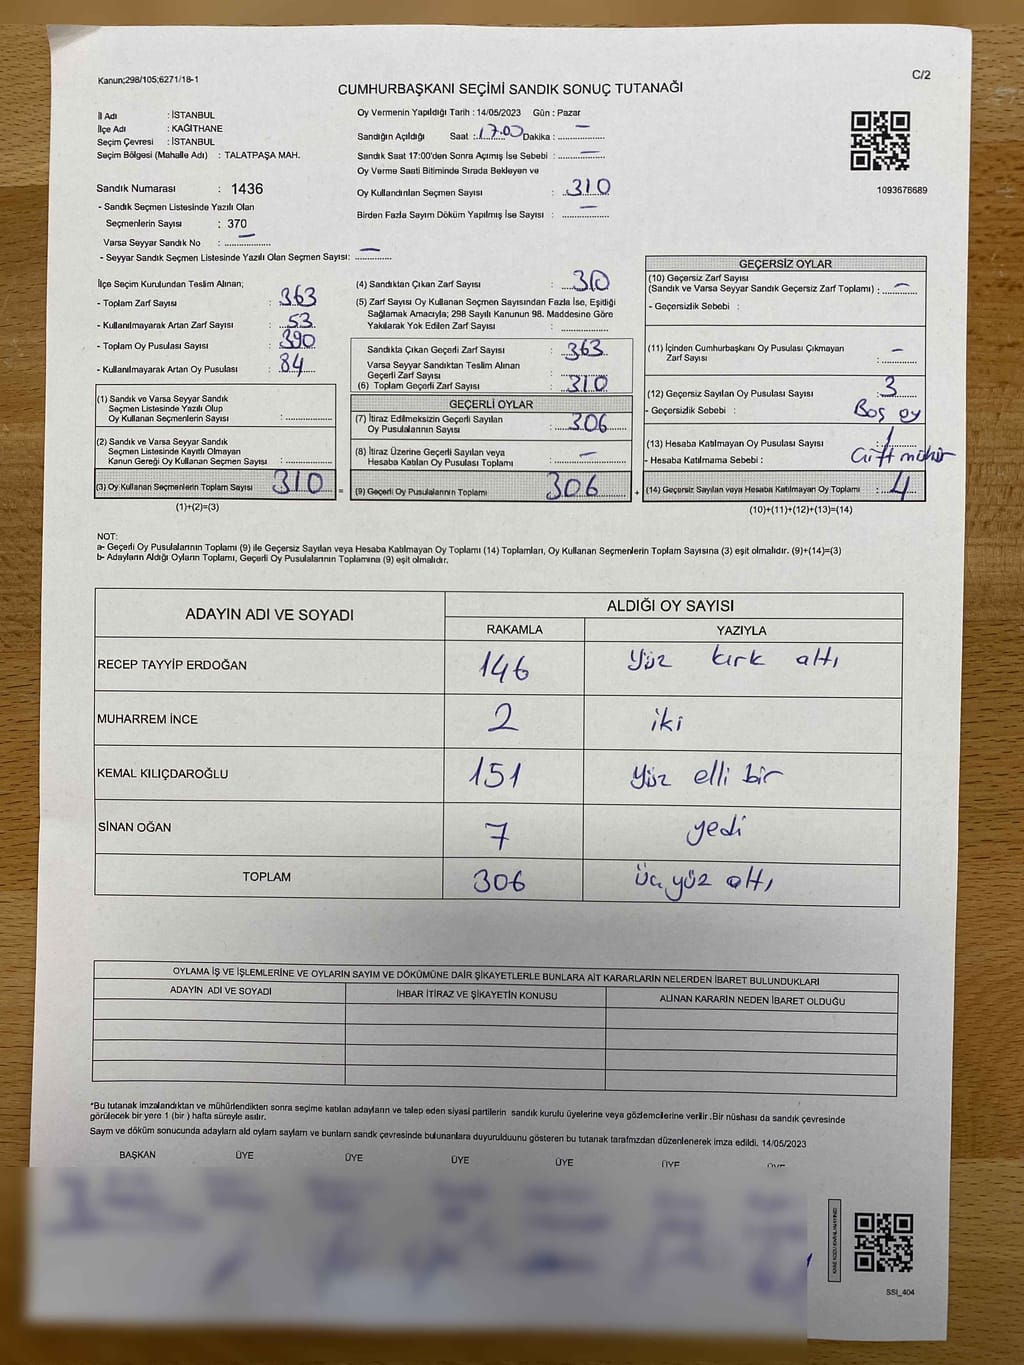 Kanun;298/105;6271/18-1
C/2
CUMHURBAŞKANI SEÇİMİ SANDIK SONUÇ TUTANAĞI
İl Adı : İSTANBUL
İlçe Adı : KAĞITHANE
Seçim Çevresi : İSTANBUL
Seçim Bölgesi (Mahalle Adı) : TALATPAŞA MAH.
Sandık Numarası : 1436
- Sandık Seçmen Listesinde Yazılı Olan
Seçmenlerin Sayısı : 370
Varsa Seyyar Sandık No : —
- Seyyar Sandık Seçmen Listesinde Yazılı Olan Seçmen Sayısı: —
Oy Vermenin Yapıldığı Tarih : 14/05/2023 Gün : Pazar
Sandığın Açıldığı Saat : 17.00 Dakika : —
Sandık Saat 17:00'den Sonra Açımış İse Sebebi : —
Oy Verme Saati Bitiminde Sırada Bekleyen ve
Oy Kullandırılan Seçmen Sayısı : 310
Birden Fazla Sayım Döküm Yapılmış İse Sayısı : —
1093678689
İlçe Seçim Kurulundan Teslim Alınan;
- Toplam Zarf Sayısı : 363
- Kullanılmayarak Artan Zarf Sayısı : 53
- Toplam Oy Pusulası Sayısı : 390
- Kullanılmayarak Artan Oy Pusulası : 84
(1) Sandık ve Varsa Seyyar Sandık
Seçmen Listesinde Yazılı Olup
Oy Kullanan Seçmenlerin Sayısı :
(2) Sandık ve Varsa Seyyar Sandık
Seçmen Listesinde Kayıtlı Olmayan
Kanun Gereği Oy Kullanan Seçmen Sayısı :
(3) Oy Kullanan Seçmenlerin Toplam Sayısı : 310
(1)+(2)=(3)
(4) Sandıktan Çıkan Zarf Sayısı : 310
(5) Zarf Sayısı Oy Kullanan Seçmen Sayısından Fazla İse, Eşitliği
Sağlamak Amacıyla; 298 Sayılı Kanunun 98. Maddesine Göre
Yakılarak Yok Edilen Zarf Sayısı :
Sandıkta Çıkan Geçerli Zarf Sayısı : 363
Varsa Seyyar Sandıktan Teslim Alınan
Geçerli Zarf Sayısı :
(6) Toplam Geçerli Zarf Sayısı : 310
GEÇERLİ OYLAR
(7) İtiraz Edilmeksizin Geçerli Sayılan
Oy Pusulalarının Sayısı : 306
(8) İtiraz Üzerine Geçerli Sayılan veya
Hesaba Katılan Oy Pusulası Toplamı : —
= (9) Geçerli Oy Pusulalarının Toplamı 306 +
GEÇERSİZ OYLAR
(10) Geçersiz Zarf Sayısı
(Sandık ve Varsa Seyyar Sandık Geçersiz Zarf Toplamı) : —
- Geçersizlik Sebebi :
(11) İçinden Cumhurbaşkanı Oy Pusulası Çıkmayan
Zarf Sayısı : —
(12) Geçersiz Sayılan Oy Pusulası Sayısı : 3
- Geçersizlik Sebebi : Boş oy
(13) Hesaba Katılmayan Oy Pusulası Sayısı : 1
- Hesaba Katılmama Sebebi : Çift mühür
(14) Geçersiz Sayılan veya Hesaba Katılmayan Oy Toplamı : 4
(10)+(11)+(12)+(13)=(14)
NOT:
a- Geçerli Oy Pusulalarının Toplamı (9) ile Geçersiz Sayılan veya Hesaba Katılmayan Oy Toplamı (14) Toplamları, Oy Kullanan Seçmenlerin Toplam Sayısına (3) eşit olmalıdır. (9)+(14)=(3)
b- Adayların Aldığı Oyların Toplamı, Geçerli Oy Pusulalarının Toplamına (9) eşit olmalıdır.
ADAYIN ADI VE SOYADI
ALDIĞI OY SAYISI
RAKAMLA YAZIYLA
RECEP TAYYİP ERDOĞAN 146 Yüz kırk altı
MUHARREM İNCE 2 iki
KEMAL KILIÇDAROĞLU 151 Yüz elli bir
SİNAN OĞAN 7 yedi
TOPLAM 306 Üç yüz altı
OYLAMA İŞ VE İŞLEMLERİNE VE OYLARIN SAYIM VE DÖKÜMÜNE DAİR ŞİKAYETLERLE BUNLARA AİT KARARLARIN NELERDEN İBARET BULUNDUKLARI
ADAYIN ADI VE SOYADI İHBAR İTİRAZ VE ŞİKAYETİN KONUSU ALINAN KARARIN NEDEN İBARET OLDUĞU
*Bu tutanak imzalandıktan ve mühürlendikten sonra seçime katılan adayların ve talep eden siyasi partilerin sandık kurulu üyelerine veya gözlemcilerine verilir .Bir nüshası da sandık çevresinde
görülecek bir yere 1 (bir ) hafta süreyle asılır.
Sayım ve döküm sonucunda adayların ald oyların sayların ve bunların sandk çevresinde bulunanlara duyurulduunu gösteren bu tutanak tarafmzdan düzenlenerek imza edildi. 14/05/2023
BAŞKAN ÜYE ÜYE ÜYE ÜYE ÜYE ÜYE
SSI_404